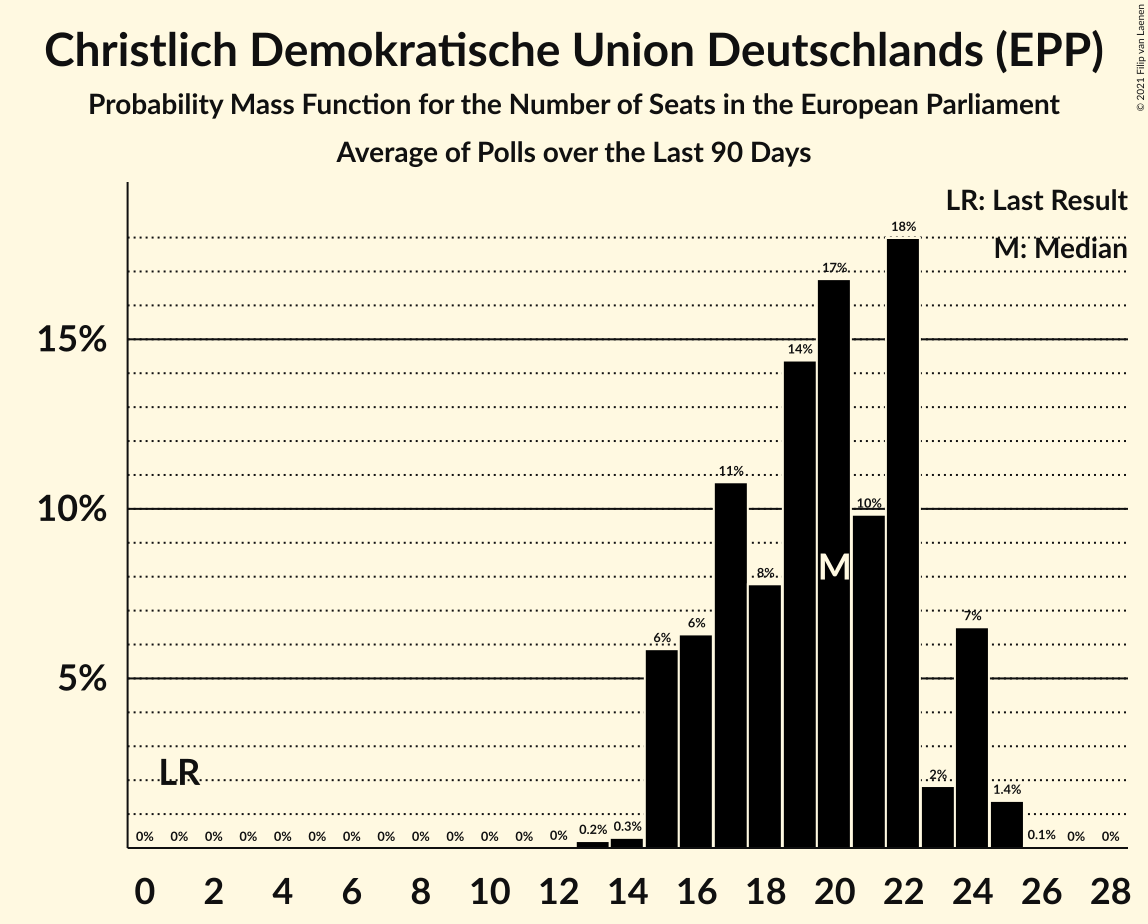 Christlich Demokratische Union Deutschlands (EPP)
Probability Mass Function for the Number of Seats in the European Parliament
Average of Polls over the Last 90 Days
© 2021 Filip van Laenen
LR: Last Result
M: Median
18%
17%
15%
14%
11%
10%
10%
M
8%
7%
6%
6%
5%
LR
2%
1.4%
0% 0% 0% 0% 0% 0% 0% 0% 0% 0% 0% 0% 0% 0.2% 0.3% 0.1% 0% 0%
0 2 4 6 8 10 12 14 16 18 20 22 24 26 28